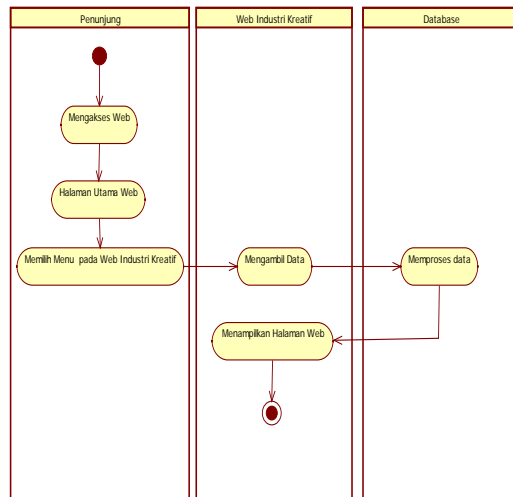 Penunjung
Web Industri Kreatif
Database
Mengakses Web
Halaman Utama Web
Memilih Menu pada Web Industri Kreatif
Mengambil Data
Memproses data
Menampilkan Halaman Web